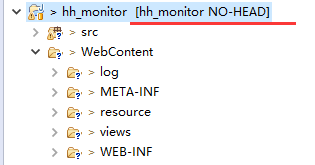 > hh_monitor [hh_monitor NO-HEAD]
> src
> WebContent
> log
> META-INF
> resource
> views
> WEB-INF